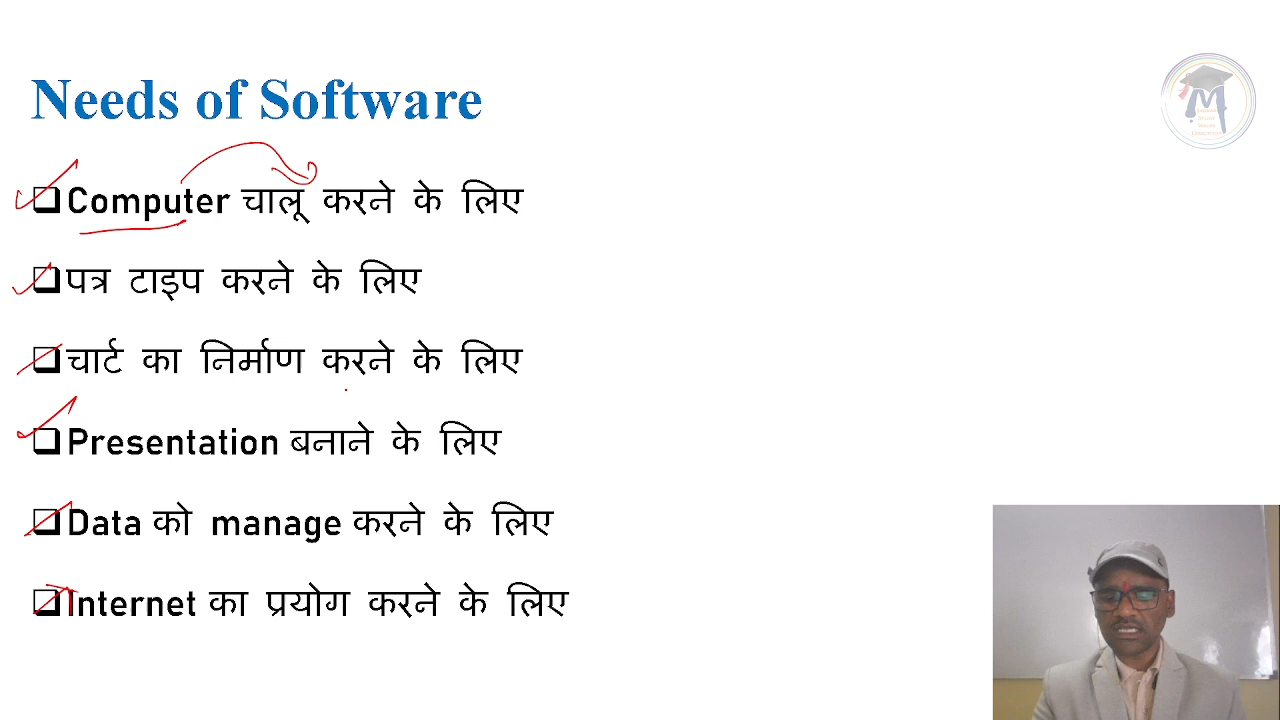 Needs of Software
Computer चालू करने के लिए
पत्र टाइप करने के लिए
चार्ट का निर्माण करने के लिए
Presentation बनाने के लिए
Data को manage करने के लिए
Internet का प्रयोग करने के लिए